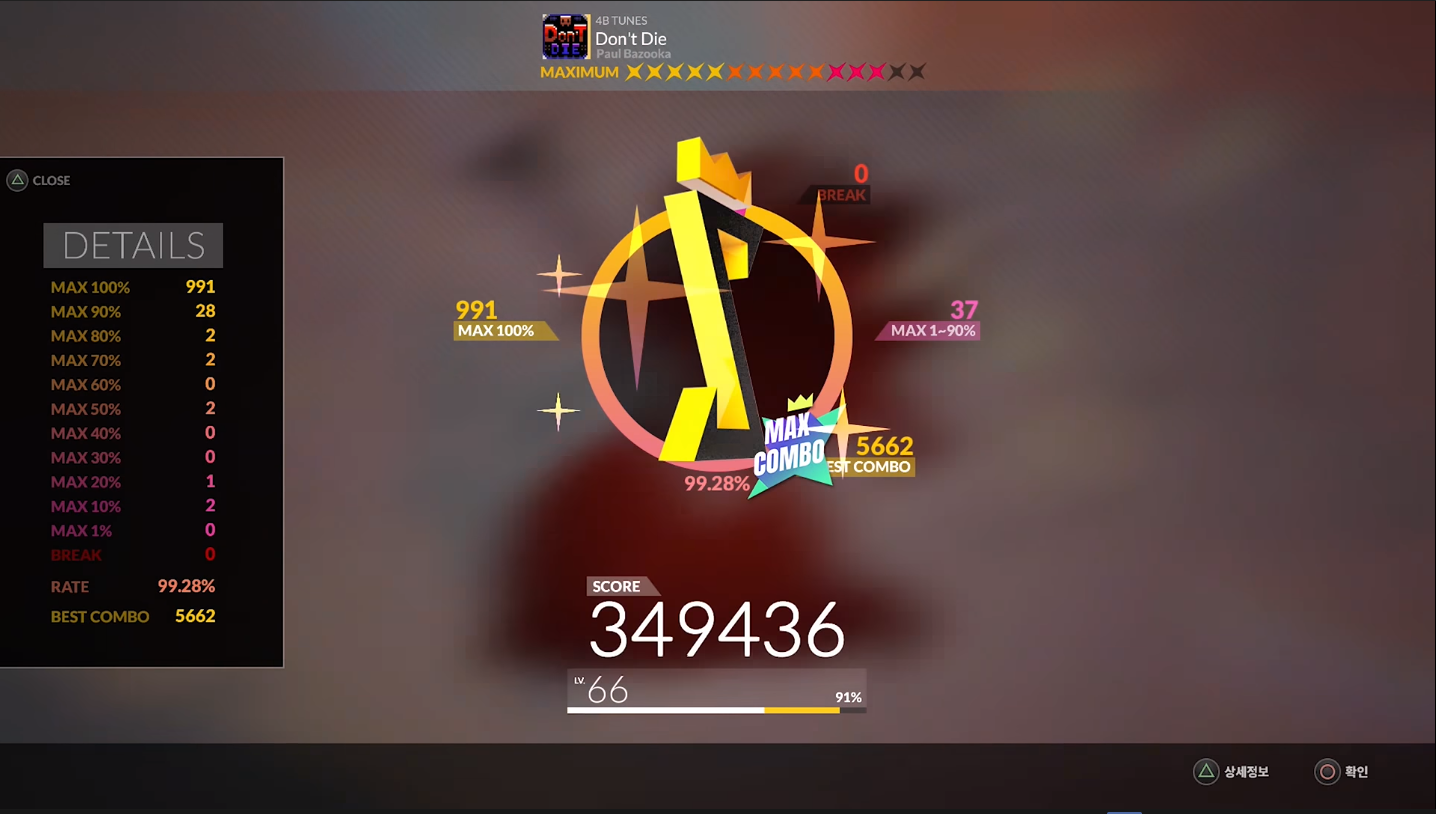 4B TUNES
DON'T
DIE
Don't Die
Paul Bazooka
MAXIMUM
CLOSE
DETAILS
MAX 100% 991
MAX 90% 28
MAX 80% 2
MAX 70% 2
MAX 60% 0
MAX 50% 2
MAX 40% 0
MAX 30% 0
MAX 20% 1
MAX 10% 2
MAX 1% 0
BREAK 0
RATE 99.28%
BEST COMBO 5662
0
BREAK
991
MAX 100%
37
MAX 1~90%
MAX
COMBO
5662
EST COMBO
99.28%
SCORE
349436
LV. 66
91%
상세정보
확인